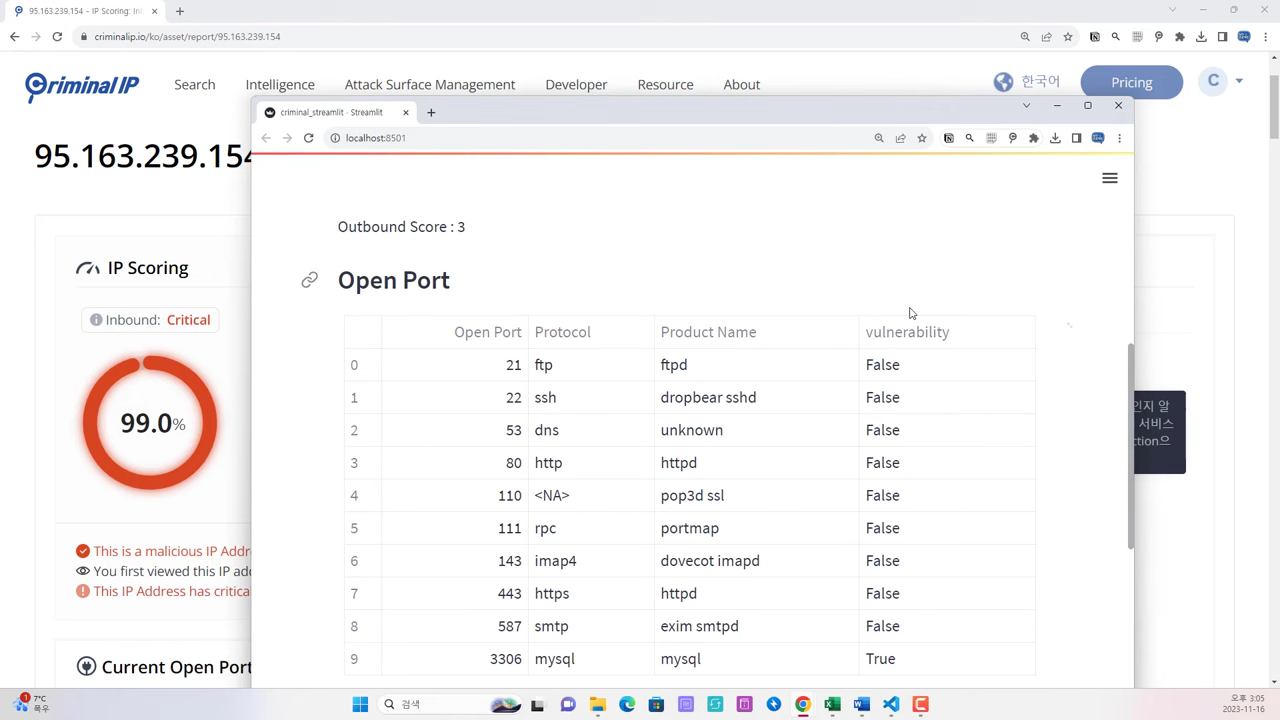 95.163.239.154 - IP Scoring: In
criminalip.io/ko/asset/report/95.163.239.154
Criminal IP
Search
Intelligence
Attack Surface Management
Developer
Resource
About
한국어
Pricing
C
95.163.239.154
criminal_streamlit · Streamlit
localhost:8501
IP Scoring
Inbound: Critical
99.0%
This is a malicious IP Addr
You first viewed this IP ad
This IP Address has critica
Current Open Port
Outbound Score : 3
Open Port
Open Port Protocol Product Name vulnerability
0 21 ftp ftpd False
1 22 ssh dropbear sshd False
2 53 dns unknown False
3 80 http httpd False
4 110 <NA> pop3d ssl False
5 111 rpc portmap False
6 143 imap4 dovecot imapd False
7 443 https httpd False
8 587 smtp exim smtpd False
9 3306 mysql mysql True
인지 알
서비스
ction으
1
7°C
폭우
검색
오후 3:05
2023-11-16